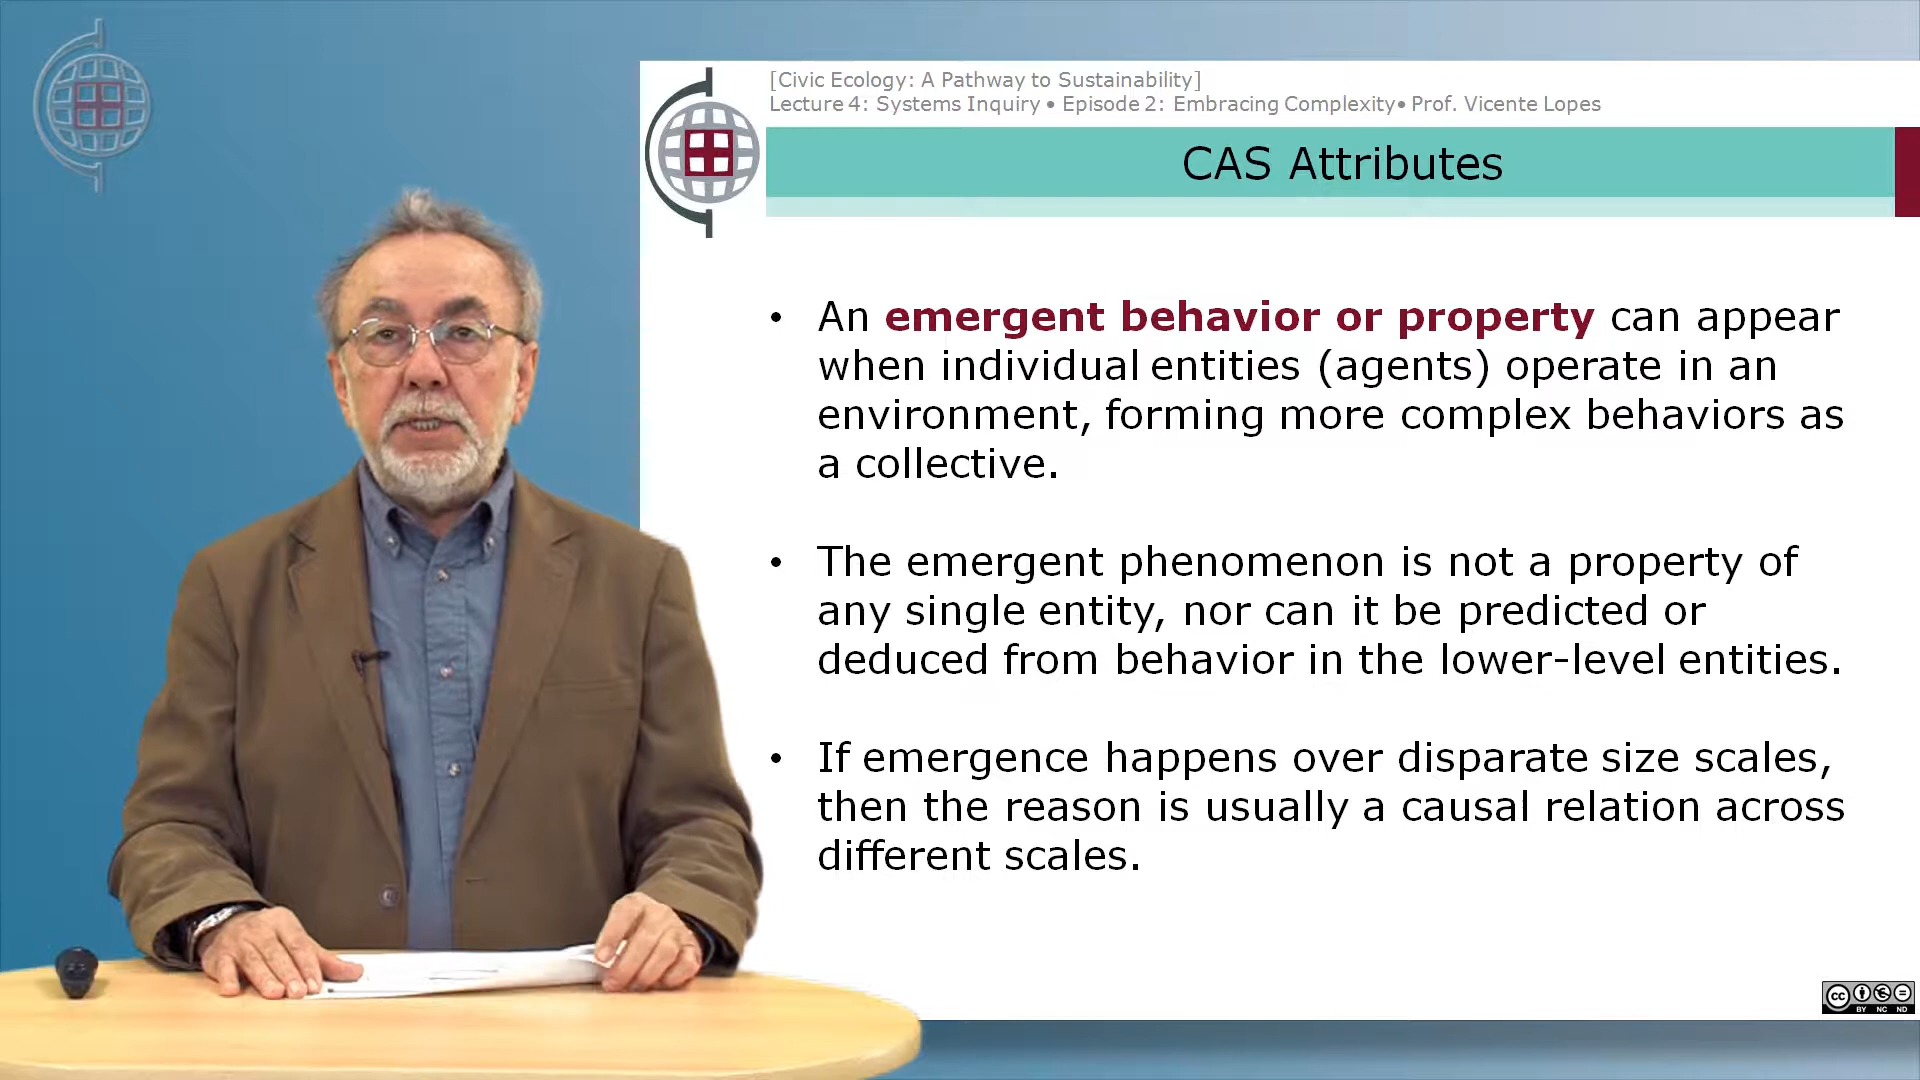 [Civic Ecology: A Pathway to Sustainability]
Lecture 4: Systems Inquiry • Episode 2: Embracing Complexity• Prof. Vicente Lopes
CAS Attributes
• An emergent behavior or property can appear
when individual entities (agents) operate in an
environment, forming more complex behaviors as
a collective.
• The emergent phenomenon is not a property of
any single entity, nor can it be predicted or
deduced from behavior in the lower-level entities.
• If emergence happens over disparate size scales,
then the reason is usually a causal relation across
different scales.
cc
BY NC ND